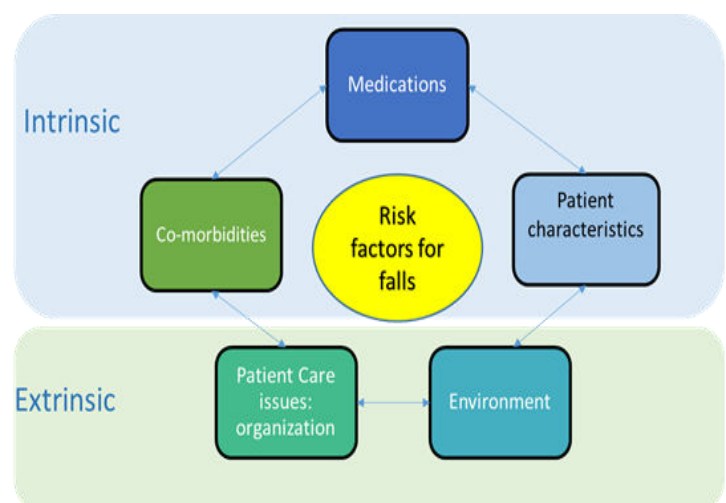 Medications
Intrinsic
Co-morbidities
Risk
factors for
falls
Patient
characteristics
Extrinsic
Patient Care
issues:
organization
Environment